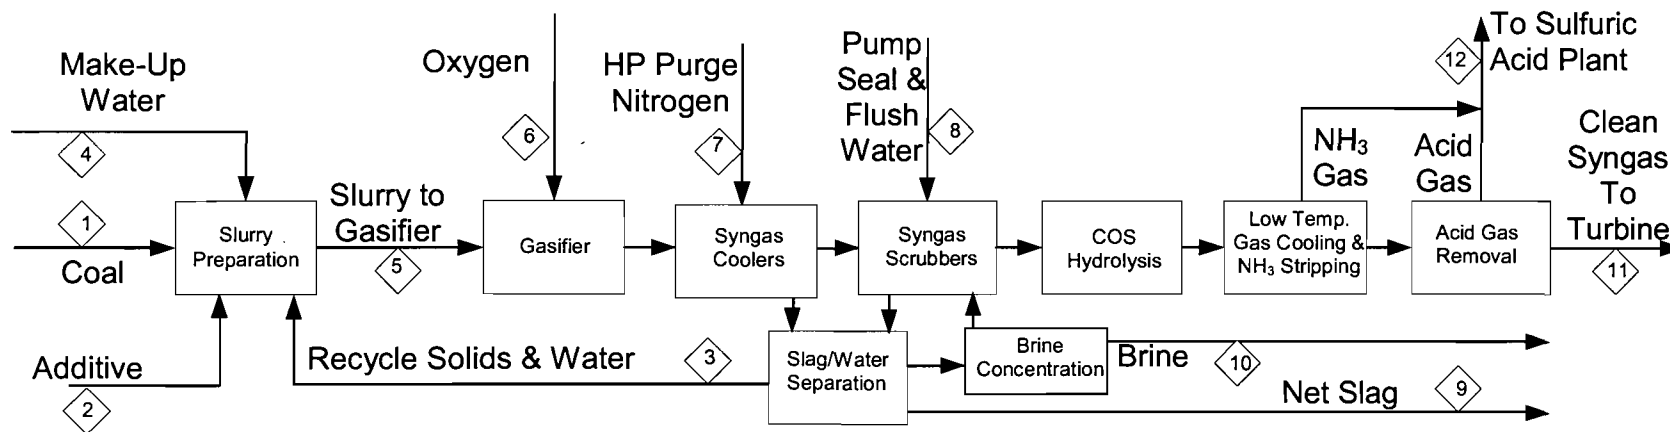 To Sulfuric
Acid Plant
12
Make-Up
Water
Oxygen
HP Purge
Nitrogen
Pump
Seal &
Flush
Water
4
6
7
8
NH3
Gas
Acid
Gas
Clean
Syngas
To
Turbine
11
1
Coal
Slurry
Preparation
Slurry to
Gasifier
5
Gasifier
Syngas
Coolers
Syngas
Scrubbers
COS
Hydrolysis
Low Temp.
Gas Cooling &
NH3 Stripping
Acid Gas
Removal
Additive
2
Recycle Solids & Water
3
Slag/Water
Separation
Brine
Concentration
Brine
10
Net Slag
9